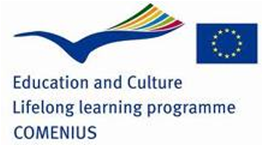 Education and Culture
Lifelong learning programme
COMENIUS